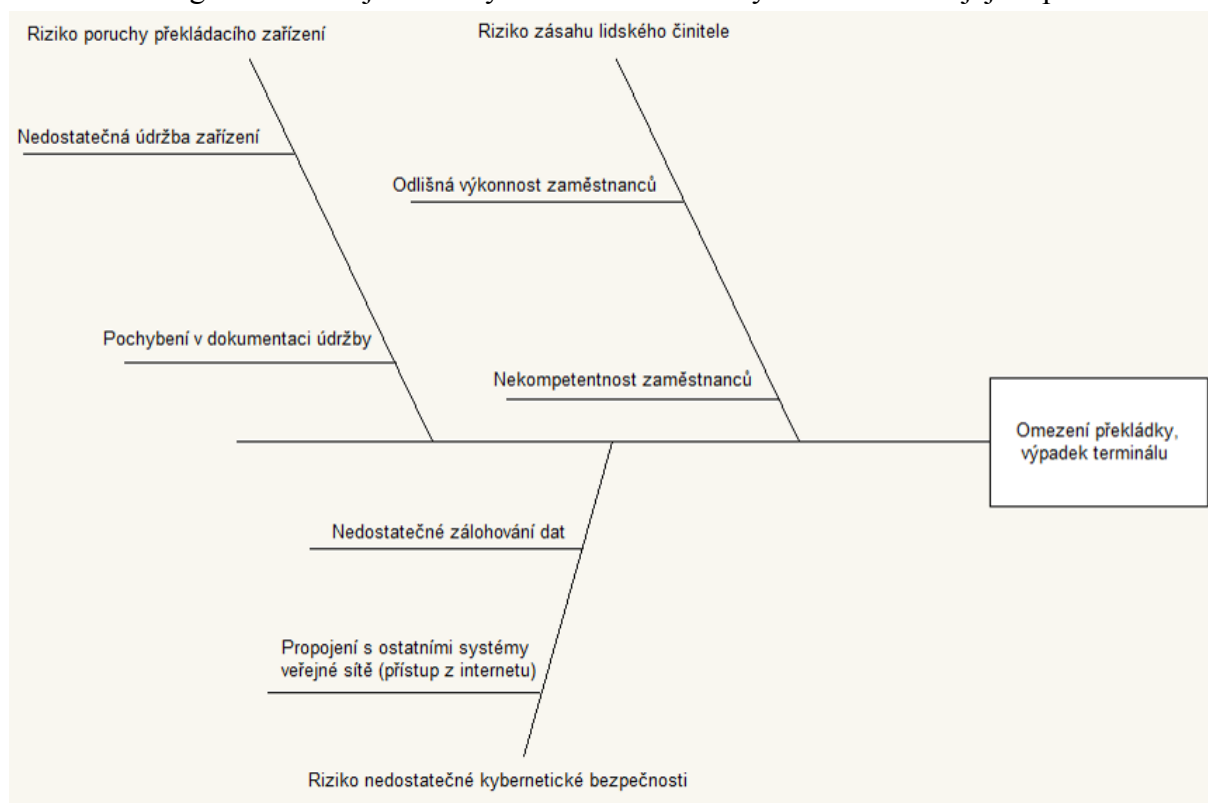 Riziko poruchy překládacího zařízení
Riziko zásahu lidského činitele
Nedostatečná údržba zařízení
Odlišná výkonnost zaměstnanců
Pochybení v dokumentaci údržby
Nekompetentnost zaměstnanců
Omezení překládky,
výpadek terminálu
Nedostatečné zálohování dat
Propojení s ostatními systémy
veřejné sítě (přístup z internetu)
Riziko nedostatečné kybernetické bezpečnosti